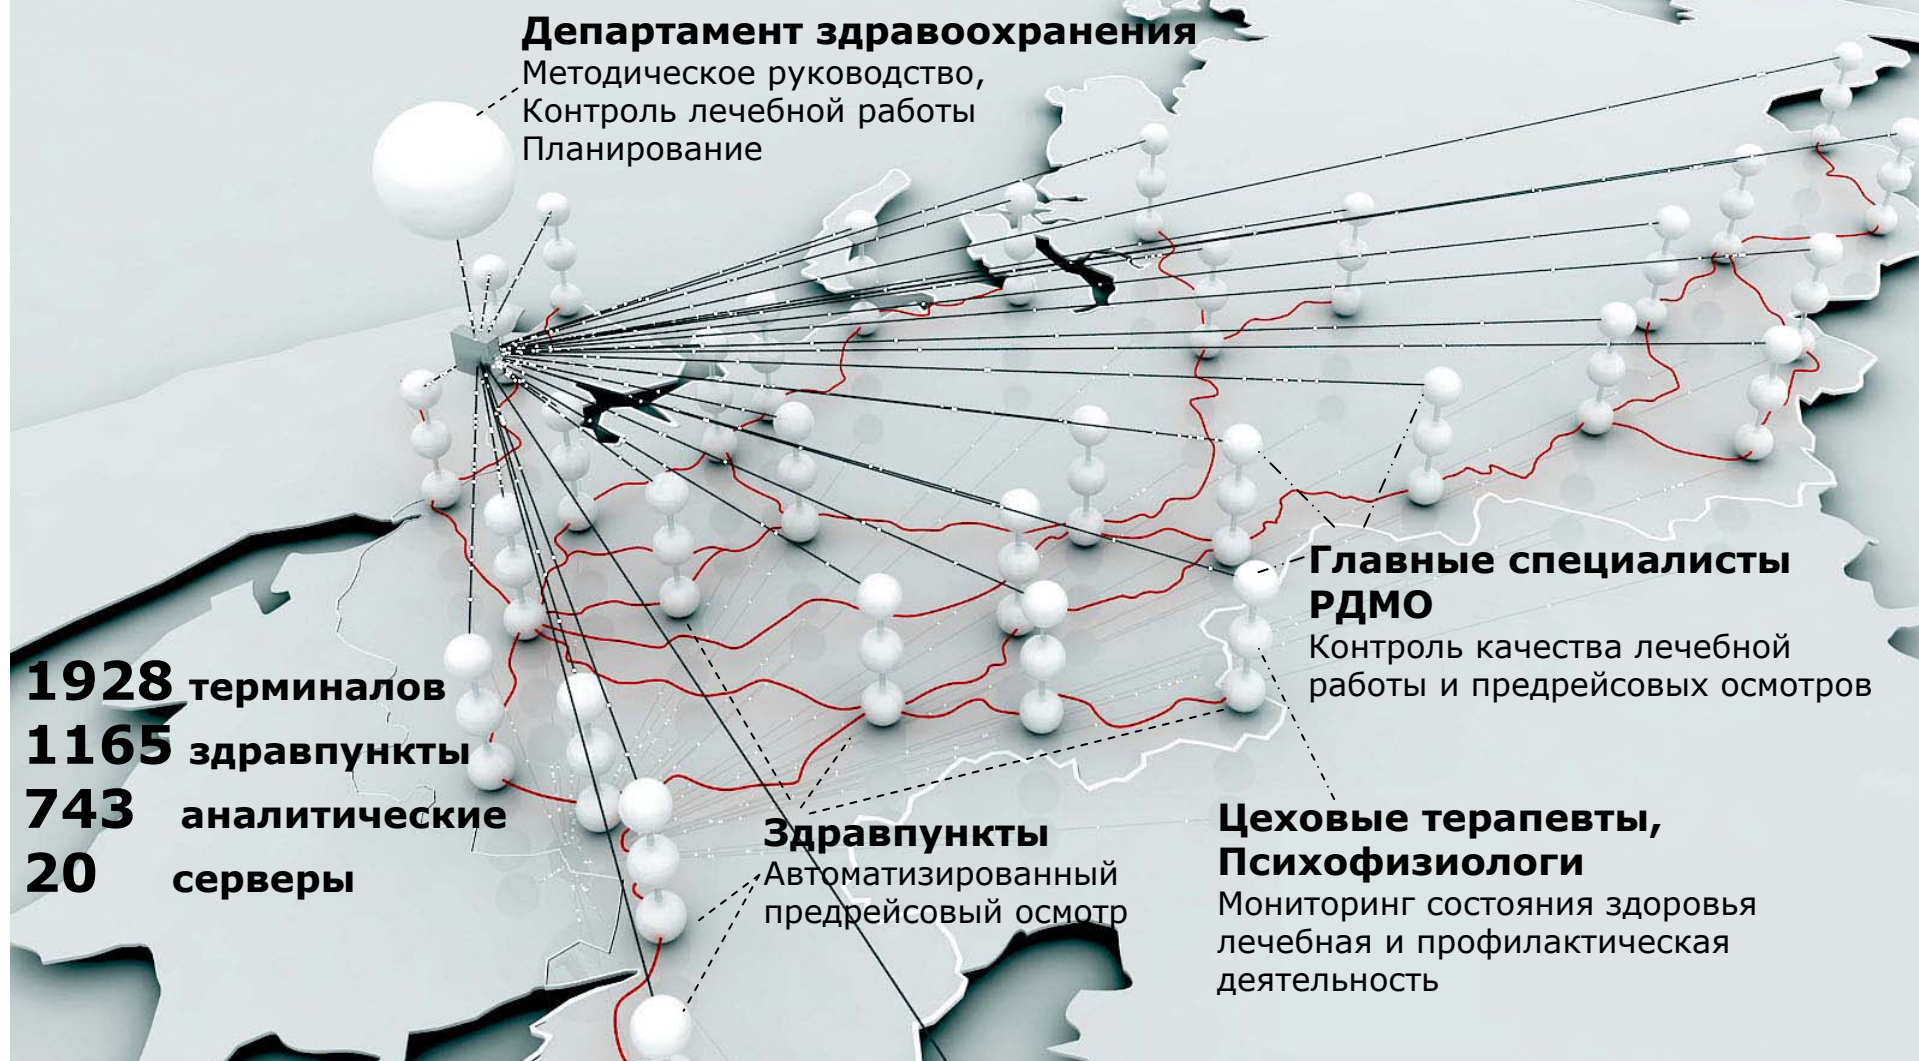 Департамент здравоохранения
Методическое руководство,
Контроль лечебной работы
Планирование
Главные специалисты
РДМО
Контроль качества лечебной
работы и предрейсовых осмотров
1928 терминалов
1165 здравпункты
743 аналитические
20 серверы
Здравпункты
Автоматизированный
предрейсовый осмотр
Цеховые терапевты,
Психофизиологи
Мониторинг состояния здоровья
лечебная и профилактическая
деятельность